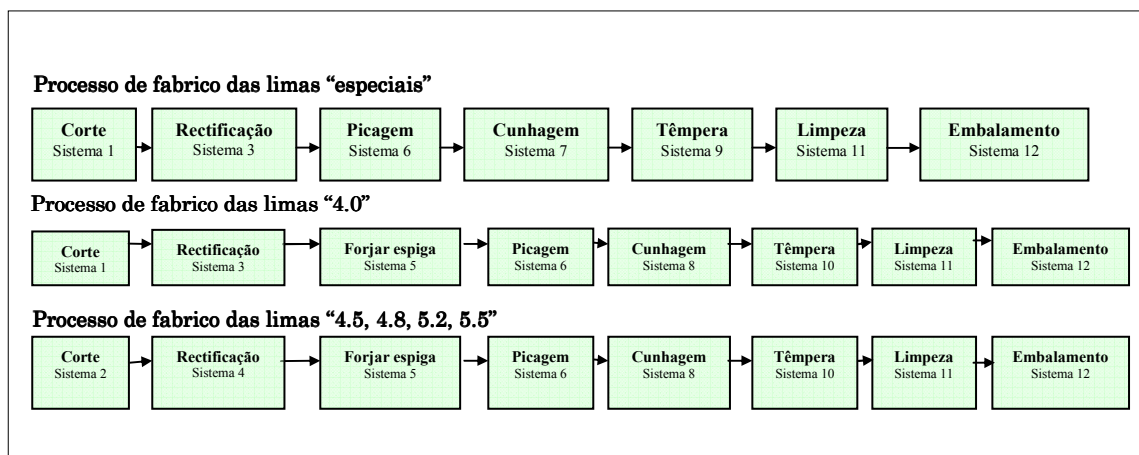 Processo de fabrico das limas “especiais”
Corte
Sistema 1
Rectificação
Sistema 3
Picagem
Sistema 6
Cunhagem
Sistema 7
Têmpera
Sistema 9
Limpeza
Sistema 11
Embalamento
Sistema 12
Processo de fabrico das limas “4.0”
Corte
Sistema 1
Rectificação
Sistema 3
Forjar espiga
Sistema 5
Picagem
Sistema 6
Cunhagem
Sistema 8
Têmpera
Sistema 10
Limpeza
Sistema 11
Embalamento
Sistema 12
Processo de fabrico das limas “4.5, 4.8, 5.2, 5.5”
Corte
Sistema 2
Rectificação
Sistema 4
Forjar espiga
Sistema 5
Picagem
Sistema 6
Cunhagem
Sistema 8
Têmpera
Sistema 10
Limpeza
Sistema 11
Embalamento
Sistema 12